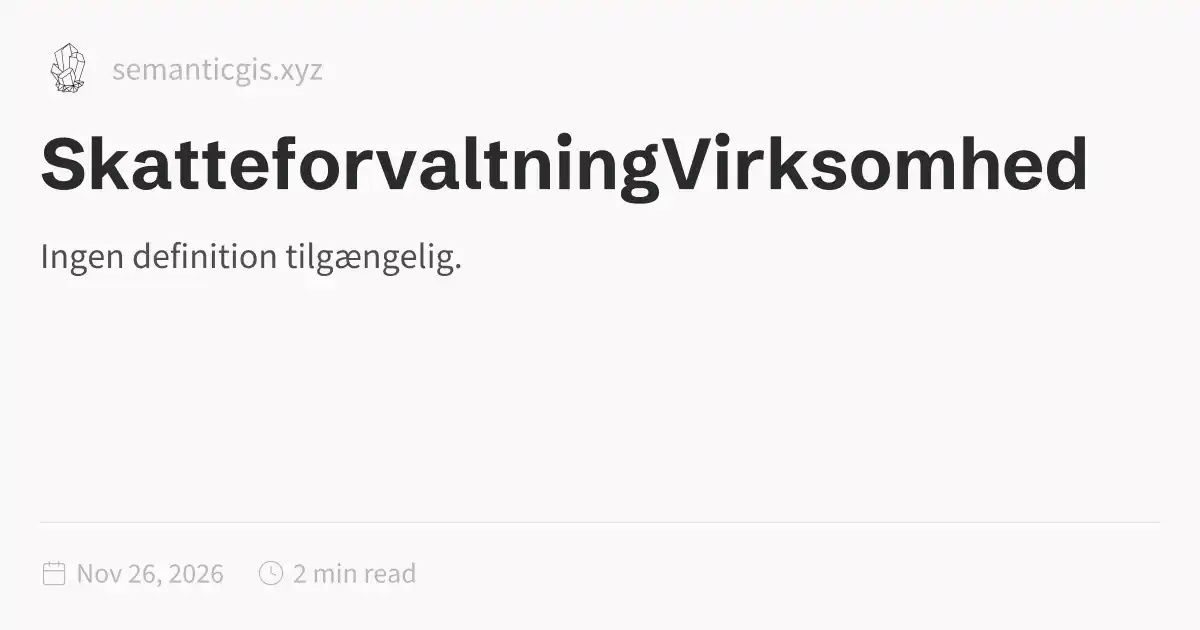 semanticgis.xyz
SkatteforvaltningVirksomhed
Ingen definition tilgængelig.
Nov 26, 2026 2 min read